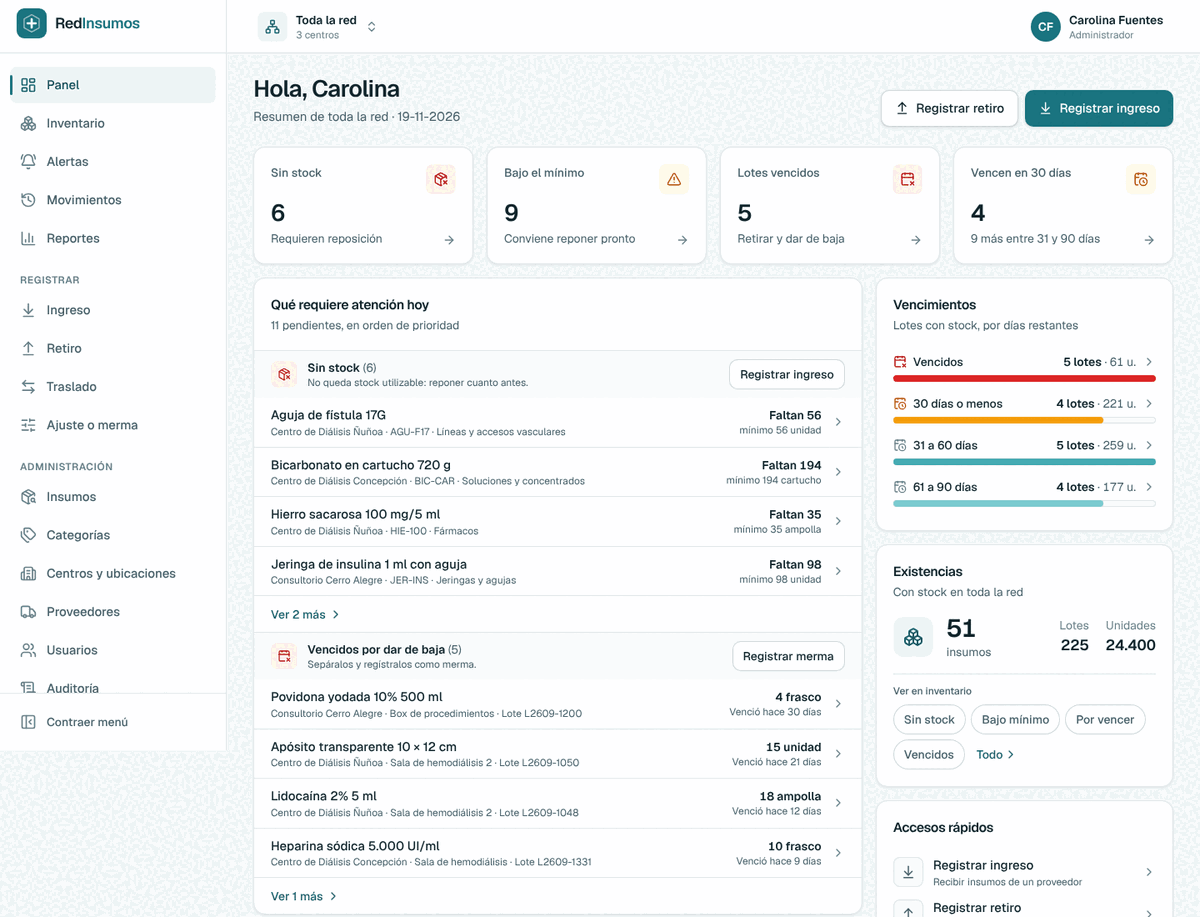 RedInsumos
Toda la red
3 centros
CF
Carolina Fuentes
Administrador
Panel
Inventario
Alertas
Movimientos
Reportes
REGISTRAR
Ingreso
Retiro
Traslado
Ajuste o merma
ADMINISTRACIÓN
Insumos
Categorías
Centros y ubicaciones
Proveedores
Usuarios
Auditoría
Contraer menú
Hola, Carolina
Resumen de toda la red · 19-11-2026
Registrar retiro
Registrar ingreso
Sin stock
6
Requieren reposición
Bajo el mínimo
9
Conviene reponer pronto
Lotes vencidos
5
Retirar y dar de baja
Vencen en 30 días
4
9 más entre 31 y 90 días
Qué requiere atención hoy
11 pendientes, en orden de prioridad
Sin stock (6)
No queda stock utilizable: reponer cuanto antes.
Registrar ingreso
Aguja de fístula 17G
Centro de Diálisis Ñuñoa · AGU-F17 · Líneas y accesos vasculares
Faltan 56
mínimo 56 unidad
Bicarbonato en cartucho 720 g
Centro de Diálisis Concepción · BIC-CAR · Soluciones y concentrados
Faltan 194
mínimo 194 cartucho
Hierro sacarosa 100 mg/5 ml
Centro de Diálisis Ñuñoa · HIE-100 · Fármacos
Faltan 35
mínimo 35 ampolla
Jeringa de insulina 1 ml con aguja
Consultorio Cerro Alegre · JER-INS · Jeringas y agujas
Faltan 98
mínimo 98 unidad
Ver 2 más
Vencidos por dar de baja (5)
Sepáralos y regístralos como merma.
Registrar merma
Povidona yodada 10% 500 ml
Consultorio Cerro Alegre · Box de procedimientos · Lote L2609-1200
4 frasco
Venció hace 30 días
Apósito transparente 10 × 12 cm
Centro de Diálisis Ñuñoa · Sala de hemodiálisis 2 · Lote L2609-1050
15 unidad
Venció hace 21 días
Lidocaína 2% 5 ml
Centro de Diálisis Ñuñoa · Sala de hemodiálisis 2 · Lote L2609-1048
18 ampolla
Venció hace 12 días
Heparina sódica 5.000 UI/ml
Centro de Diálisis Concepción · Sala de hemodiálisis · Lote L2609-1331
10 frasco
Venció hace 9 días
Ver 1 más
Vencimientos
Lotes con stock, por días restantes
Vencidos
5 lotes · 61 u.
30 días o menos
4 lotes · 221 u.
31 a 60 días
5 lotes · 259 u.
61 a 90 días
4 lotes · 177 u.
Existencias
Con stock en toda la red
51
insumos
Lotes
225
Unidades
24.400
Ver en inventario
Sin stock
Bajo mínimo
Por vencer
Vencidos
Todo
Accesos rápidos
Registrar ingreso
Recibir insumos de un proveedor
Registrar retiro